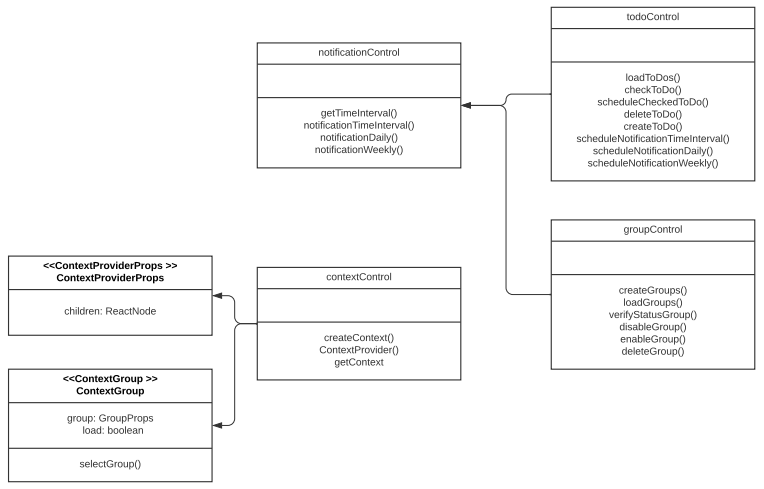 todoControl
loadToDos()
checkToDo()
scheduleCheckedToDo()
deleteToDo()
createToDo()
scheduleNotificationTimeInterval()
scheduleNotificationDaily()
scheduleNotificationWeekly()
notificationControl
getTimeInterval()
notificationTimeInterval()
notificationDaily()
notificationWeekly()
groupControl
createGroups()
loadGroups()
verifyStatusGroup()
disableGroup()
enableGroup()
deleteGroup()
<<ContextProviderProps >>
ContextProviderProps
children: ReactNode
contextControl
createContext()
ContextProvider()
getContext
<<ContextGroup >>
ContextGroup
group: GroupProps
load: boolean
selectGroup()